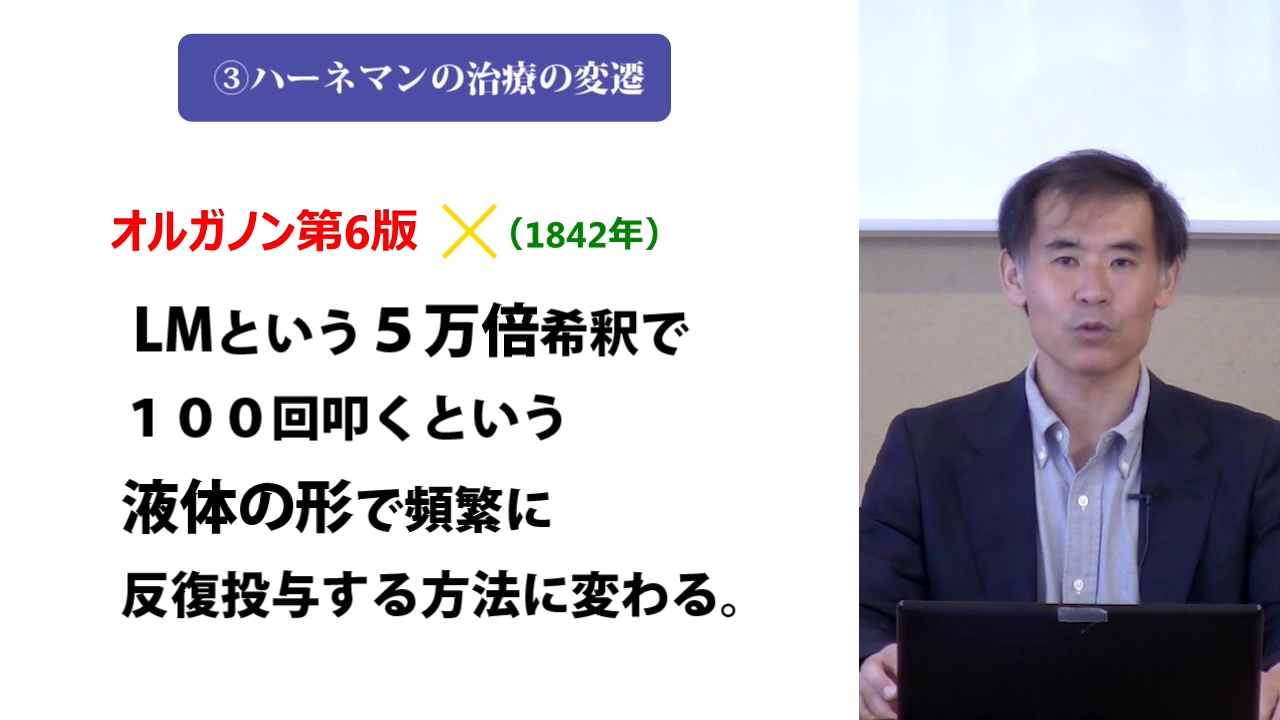 ③ハーネマンの治療の変遷
オルガノン第6版 （1842年）
LMという５万倍希釈で
１００回叩くという
液体の形で頻繁に
反復投与する方法に変わる。